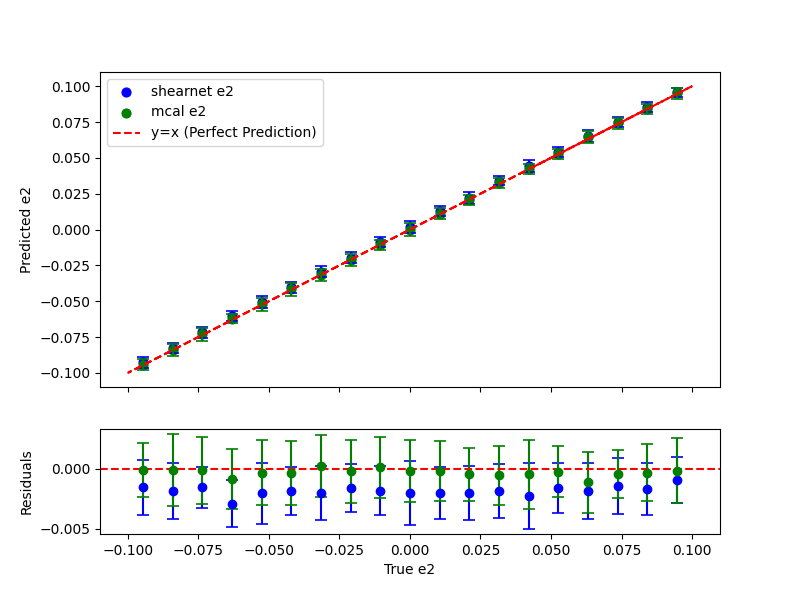 0.100
0.075
0.050
0.025
0.000
−0.025
−0.050
−0.075
−0.100
Predicted e2
shearnet e2
mcal e2
y=x (Perfect Prediction)
0.000
−0.005
Residuals
−0.100 −0.075 −0.050 −0.025 0.000 0.025 0.050 0.075 0.100
True e2